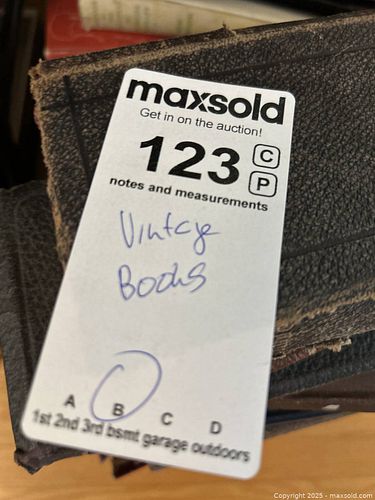 maxsold
Get in on the auction!
123 C
P
notes and measurements
Vintage
Books
A B C D
1st 2nd 3rd bsmt garage outdoors
Copyright © 2025 - maxsold.com